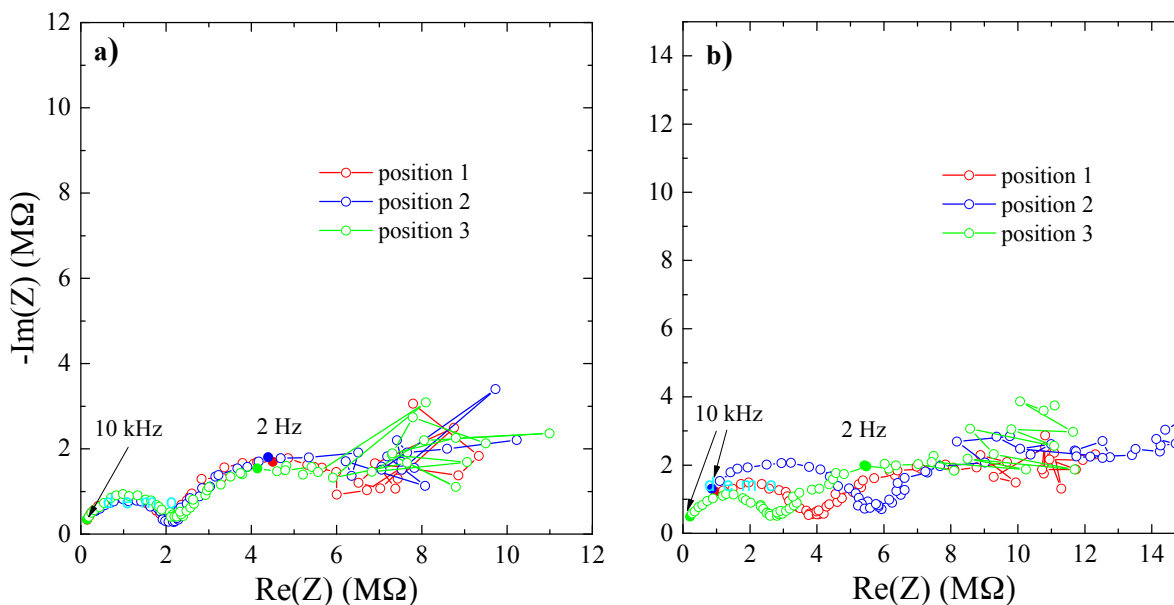 a)
12
10
8
6
4
2
0
-Im(Z) (MΩ)
position 1
position 2
position 3
10 kHz
2 Hz
0 2 4 6 8 10 12
Re(Z) (MΩ)
b)
14
12
10
8
6
4
2
0
position 1
position 2
position 3
10 kHz
2 Hz
0 2 4 6 8 10 12 14
Re(Z) (MΩ)